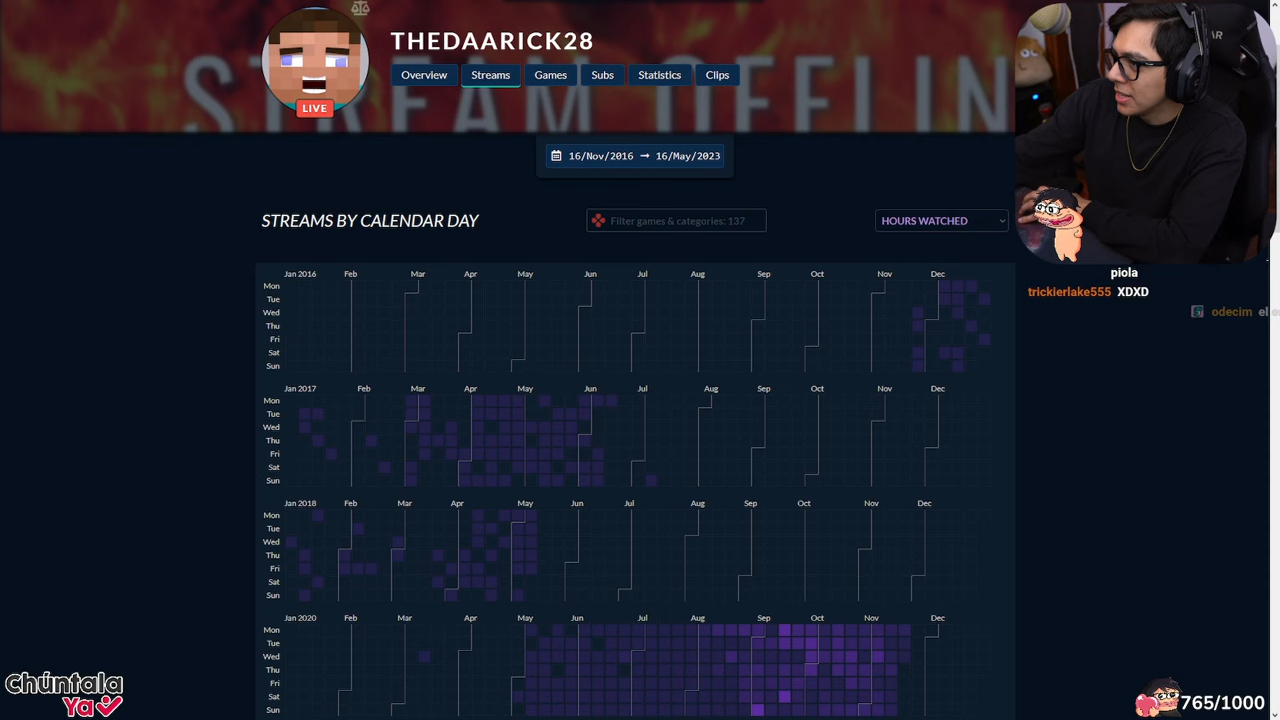 STREAM OFFLIN
THEDAARICK28
LIVE
Overview
Streams
Games
Subs
Statistics
Clips
16/Nov/2016 → 16/May/2023
STREAMS BY CALENDAR DAY
Filter games & categories: 137
HOURS WATCHED
Jan 2016 Feb Mar Apr May Jun Jul Aug Sep Oct Nov Dec
Mon
Tue
Wed
Thu
Fri
Sat
Sun
Jan 2017 Feb Mar Apr May Jun Jul Aug Sep Oct Nov Dec
Mon
Tue
Wed
Thu
Fri
Sat
Sun
Jan 2018 Feb Mar Apr May Jun Jul Aug Sep Oct Nov Dec
Mon
Tue
Wed
Thu
Fri
Sat
Sun
Jan 2020 Feb Mar Apr May Jun Jul Aug Sep Oct Nov Dec
Mon
Tue
Wed
Thu
Fri
Sat
Sun
piola
trickierlake555 XDXD
odecim el
Chúntala
Ya
765/1000